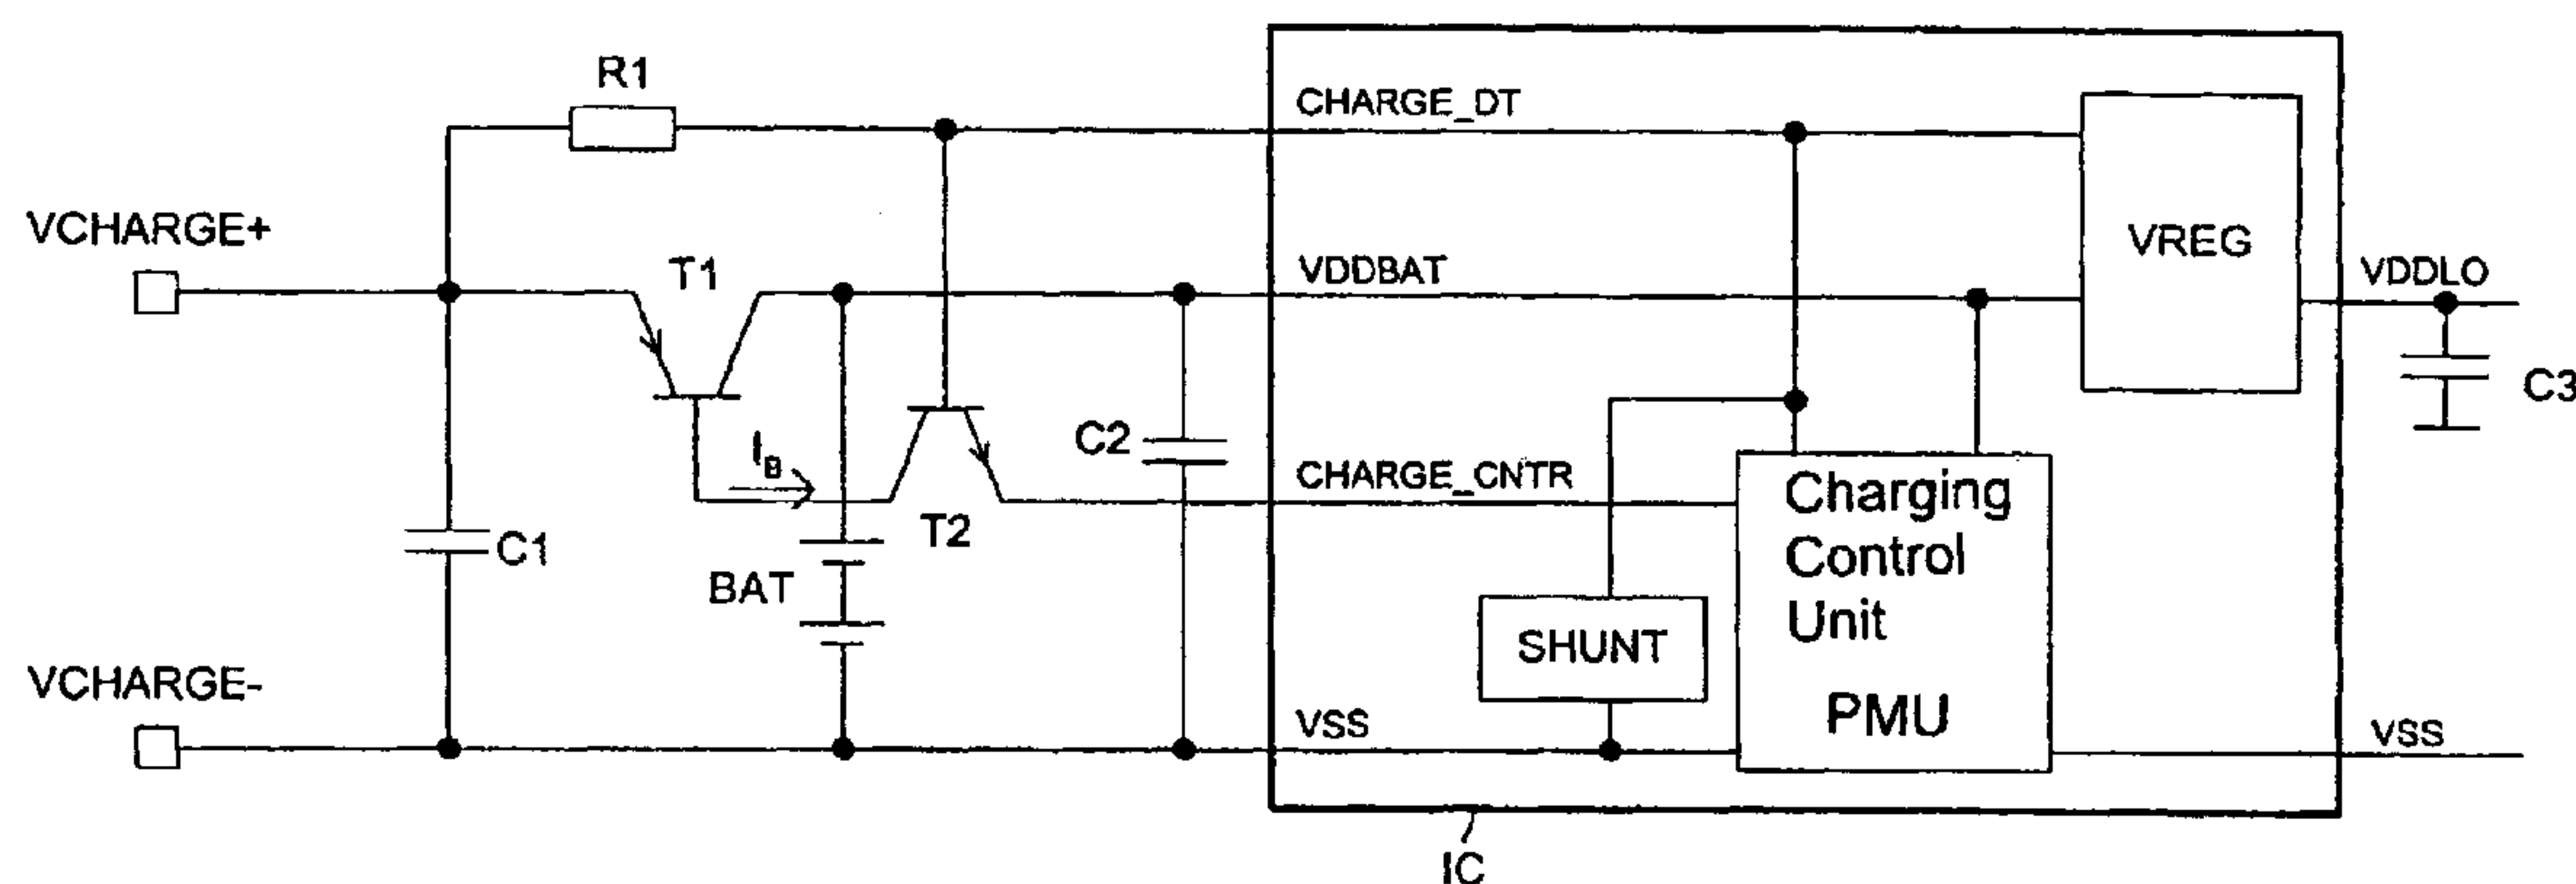 R1
CHARGE_DT
VCHARGE+
T1
VDDBAT
VREG
VDDLO
C3
IB
C2
CHARGE_CNTR
Charging
Control
Unit
PMU
C1
T2
BAT
SHUNT
VCHARGE-
VSS
VSS
IC